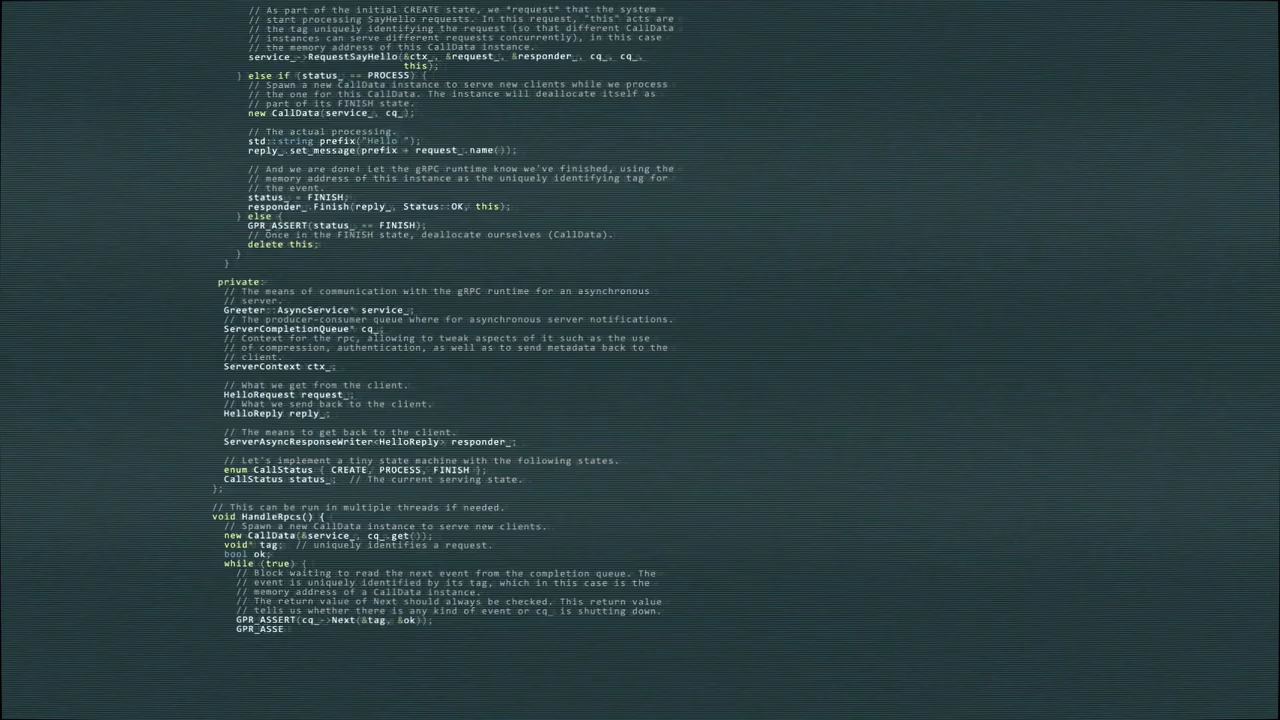 // As part of the initial CREATE state, we *request* that the system
// start processing SayHello requests. In this request, "this" acts are
// the tag uniquely identifying the request (so that different CallData
// instances can serve different requests concurrently), in this case
// the memory address of this CallData instance.
service_->RequestSayHello(&ctx_, &request_, &responder_, cq_, cq_,
this);
} else if (status_ == PROCESS) {
// Spawn a new CallData instance to serve new clients while we process
// the one for this CallData. The instance will deallocate itself as
// part of its FINISH state.
new CallData(service_, cq_);
// The actual processing.
std::string prefix("Hello ");
reply_.set_message(prefix + request_.name());
// And we are done! Let the gRPC runtime know we've finished, using the
// memory address of this instance as the uniquely identifying tag for
// the event.
status_ = FINISH;
responder_.Finish(reply_, Status::OK, this);
} else {
GPR_ASSERT(status_ == FINISH);
// Once in the FINISH state, deallocate ourselves (CallData).
delete this;
}
}
private:
// The means of communication with the gRPC runtime for an asynchronous
// server.
Greeter::AsyncService* service_;
// The producer-consumer queue where for asynchronous server notifications.
ServerCompletionQueue* cq_;
// Context for the rpc, allowing to tweak aspects of it such as the use
// of compression, authentication, as well as to send metadata back to the
// client.
ServerContext ctx_;
// What we get from the client.
HelloRequest request_;
// What we send back to the client.
HelloReply reply_;
// The means to get back to the client.
ServerAsyncResponseWriter<HelloReply> responder_;
// Let's implement a tiny state machine with the following states.
enum CallStatus { CREATE, PROCESS, FINISH };
CallStatus status_;  // The current serving state.
};
// This can be run in multiple threads if needed.
void HandleRpcs() {
// Spawn a new CallData instance to serve new clients.
new CallData(&service_, cq_.get());
void* tag;  // uniquely identifies a request.
bool ok;
while (true) {
// Block waiting to read the next event from the completion queue. The
// event is uniquely identified by its tag, which in this case is the
// memory address of a CallData instance.
// The return value of Next should always be checked. This return value
// tells us whether there is any kind of event or cq_ is shutting down.
GPR_ASSERT(cq_->Next(&tag, &ok));
GPR_ASSE